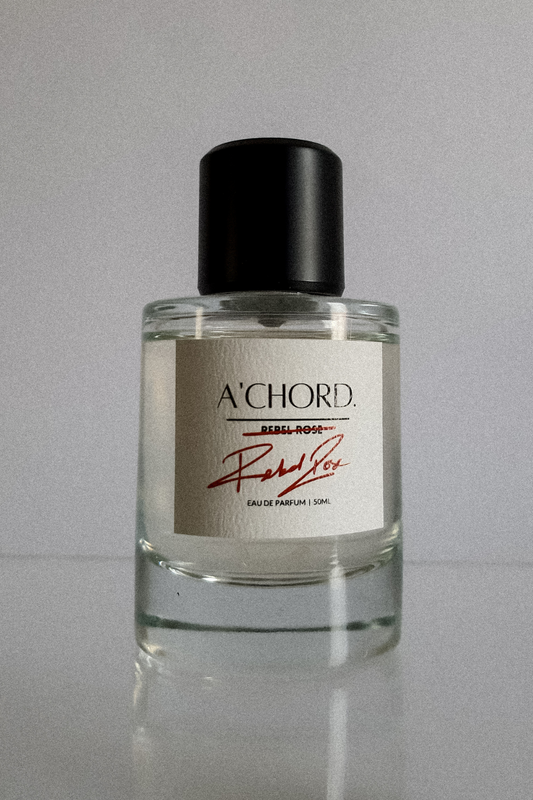 A'CHORD.
REBEL ROSE
Rebel Rose
EAU DE PARFUM | 50ML